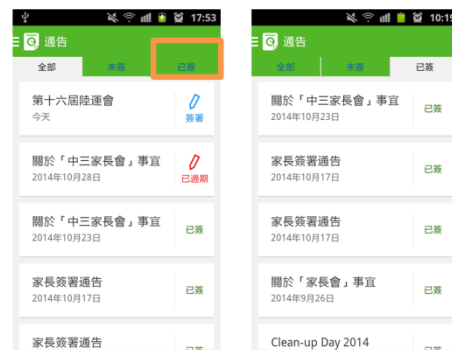 17:53
通告
全部
未簽
已簽
第十六屆陸運會
今天
簽署
關於「中三家長會」事宜
2014年10月28日
已過期
關於「中三家長會」事宜
2014年10月23日
已簽
家長簽署通告
2014年10月17日
已簽
家長簽署通告
已簽
10:19
通告
全部
未簽
已簽
關於「中三家長會」事宜
2014年10月23日
已簽
家長簽署通告
2014年10月17日
已簽
家長簽署通告
2014年10月17日
已簽
關於「家長會」事宜
2014年9月26日
已簽
Clean-up Day 2014
已簽